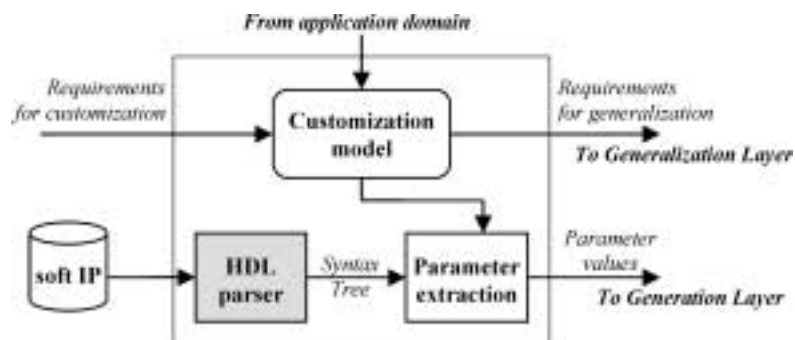 From application domain
Requirements
for customization
Customization
model
Requirements
for generalization
To Generalization Layer
soft IP
HDL
parser
Syntax
Tree
Parameter
extraction
Parameter
values
To Generation Layer